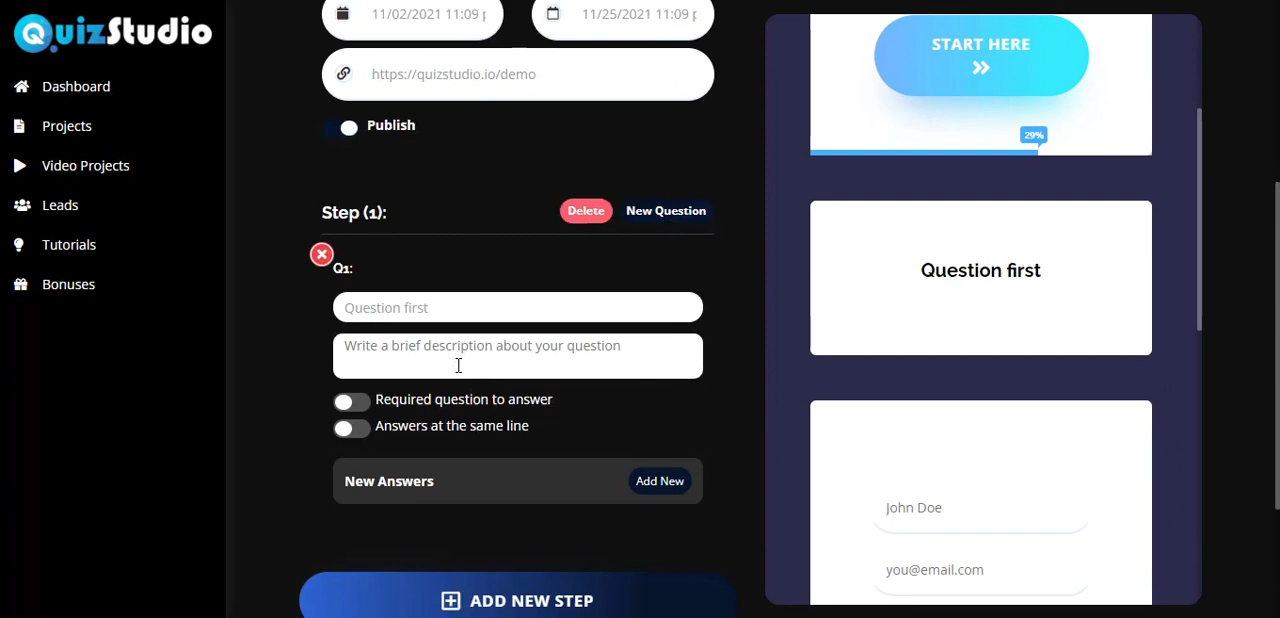 QuizStudio
Dashboard
Projects
Video Projects
Leads
Tutorials
Bonuses
11/02/2021 11:09 p
11/25/2021 11:09 p
https://quizstudio.io/demo
Publish
Step (1):
Delete
New Question
Q1:
Question first
Write a brief description about your question
Required question to answer
Answers at the same line
New Answers
Add New
ADD NEW STEP
START HERE
29%
Question first
John Doe
you@email.com